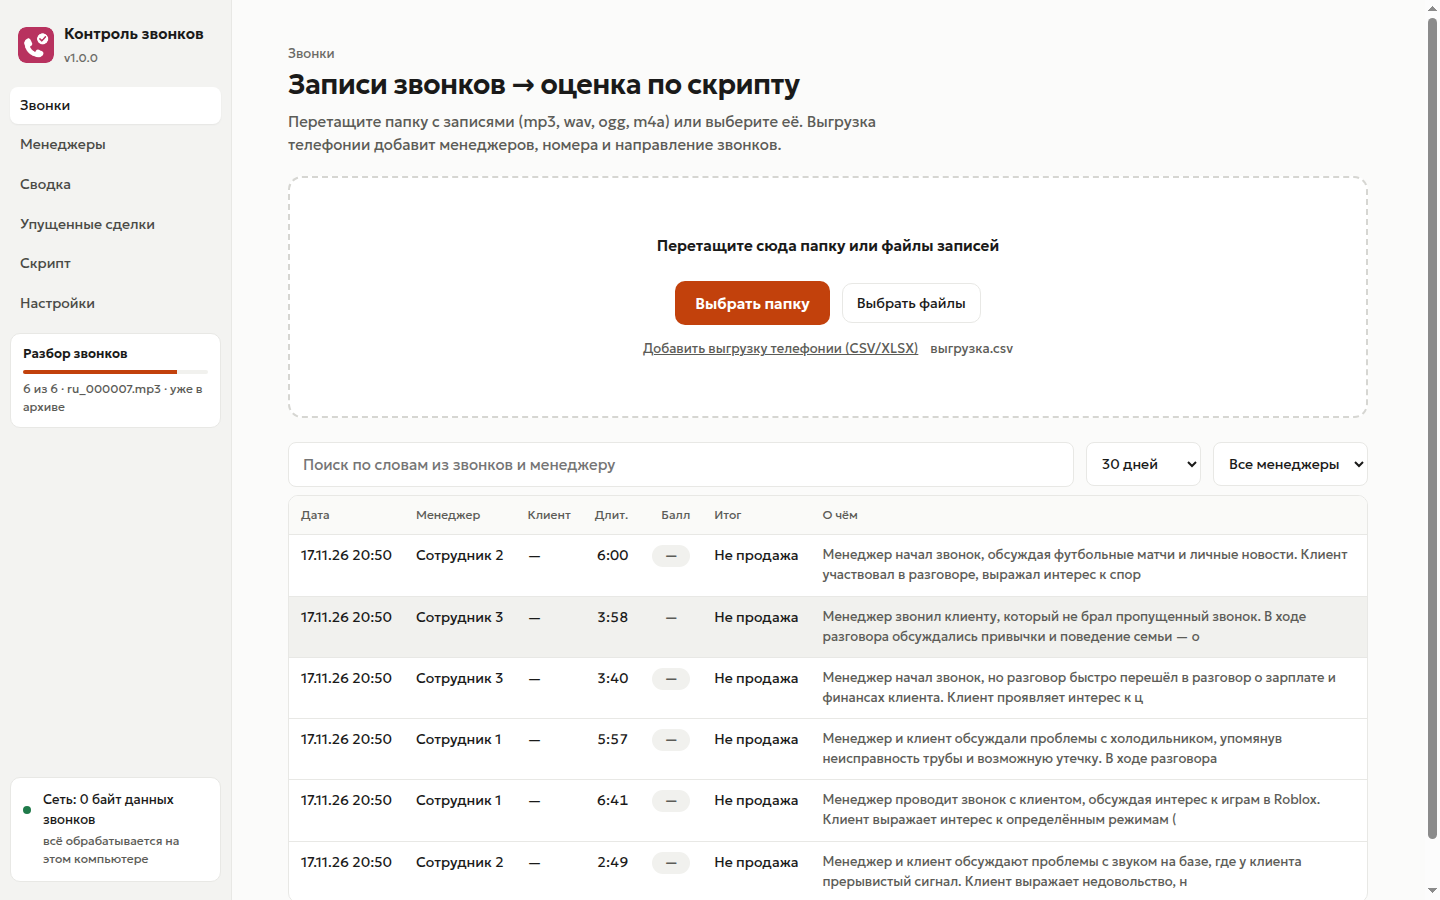 Контроль звонков
v1.0.0
Звонки
Менеджеры
Сводка
Упущенные сделки
Скрипт
Настройки
Разбор звонков
6 из 6 · ru_000007.mp3 · уже в
архиве
Сеть: 0 байт данных
звонков
всё обрабатывается на
этом компьютере
Звонки
Записи звонков → оценка по скрипту
Перетащите папку с записями (mp3, wav, ogg, m4a) или выберите её. Выгрузка
телефонии добавит менеджеров, номера и направление звонков.
Перетащите сюда папку или файлы записей
Выбрать папку Выбрать файлы
Добавить выгрузку телефонии (CSV/XLSX) выгрузка.csv
Поиск по словам из звонков и менеджеру 30 дней Все менеджеры
Дата Менеджер Клиент Длит. Балл Итог О чём
17.11.26 20:50 Сотрудник 2 — 6:00 — Не продажа Менеджер начал звонок, обсуждая футбольные матчи и личные новости. Клиент
участвовал в разговоре, выражал интерес к спор
17.11.26 20:50 Сотрудник 3 — 3:58 — Не продажа Менеджер звонил клиенту, который не брал пропущенный звонок. В ходе
разговора обсуждались привычки и поведение семьи — о
17.11.26 20:50 Сотрудник 3 — 3:40 — Не продажа Менеджер начал звонок, но разговор быстро перешёл в разговор о зарплате и
финансах клиента. Клиент проявляет интерес к ц
17.11.26 20:50 Сотрудник 1 — 5:57 — Не продажа Менеджер и клиент обсуждали проблемы с холодильником, упомянув
неисправность трубы и возможную утечку. В ходе разговора
17.11.26 20:50 Сотрудник 1 — 6:41 — Не продажа Менеджер проводит звонок с клиентом, обсуждая интерес к играм в Roblox.
Клиент выражает интерес к определённым режимам (
17.11.26 20:50 Сотрудник 2 — 2:49 — Не продажа Менеджер и клиент обсуждают проблемы с звуком на базе, где у клиента
прерывистый сигнал. Клиент выражает недовольство, н